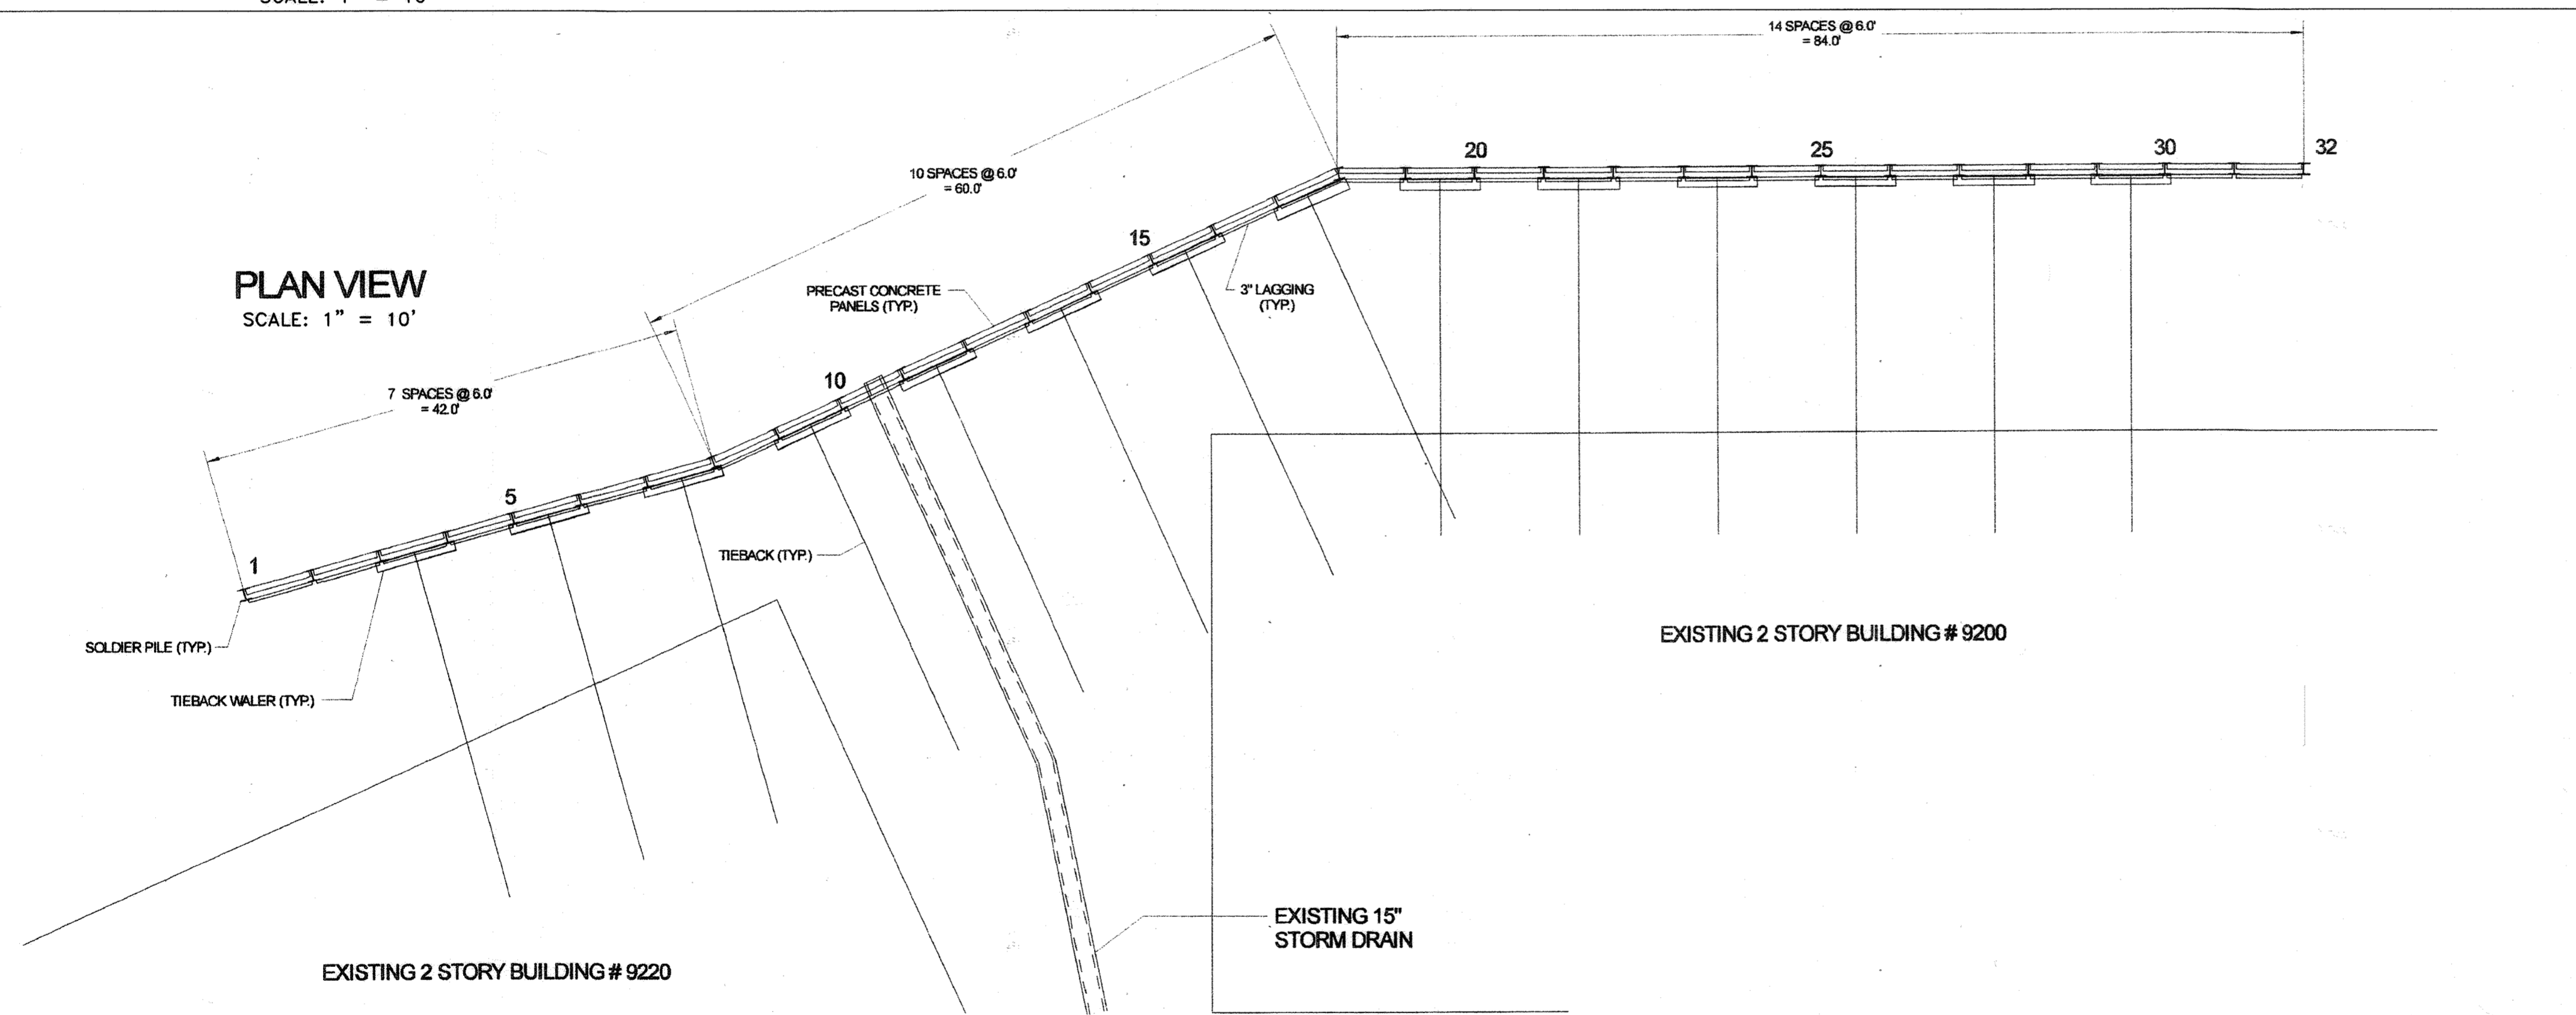 14 SPACES @ 6.0'
= 84.0'
20
25
30
32
10 SPACES @ 6.0'
= 60.0'
15
PLAN VIEW
SCALE: 1" = 10'
PRECAST CONCRETE
PANELS (TYP.)
3" LAGGING
(TYP.)
7 SPACES @ 6.0'
= 42.0'
10
5
1
TIEBACK (TYP.)
SOLDIER PILE (TYP.)
EXISTING 2 STORY BUILDING # 9200
TIEBACK WALER (TYP.)
EXISTING 15"
STORM DRAIN
EXISTING 2 STORY BUILDING # 9220